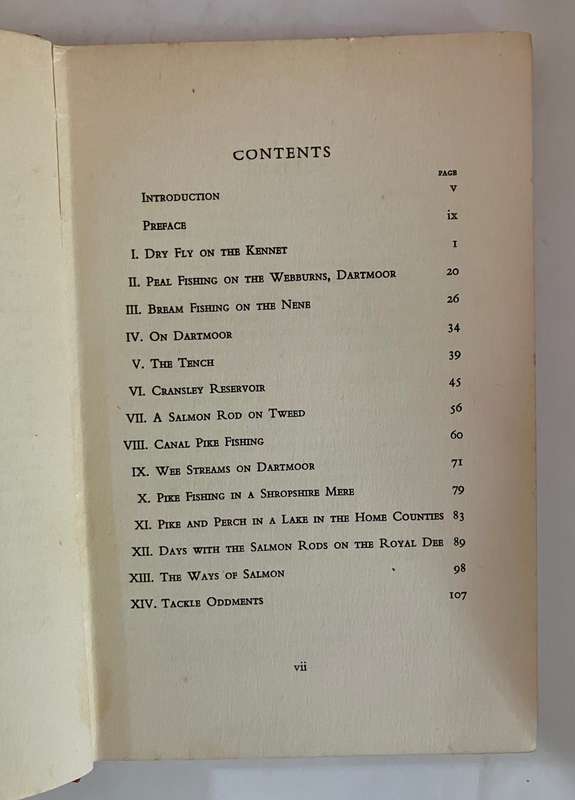 CONTENTS
PAGE
INTRODUCTION v
PREFACE ix
I. DRY FLY ON THE KENNET 1
II. PEAL FISHING ON THE WEBBURNS, DARTMOOR 20
III. BREAM FISHING ON THE NENE 26
IV. ON DARTMOOR 34
V. THE TENCH 39
VI. CRANSLEY RESERVOIR 45
VII. A SALMON ROD ON TWEED 56
VIII. CANAL PIKE FISHING 60
IX. WEE STREAMS ON DARTMOOR 71
X. PIKE FISHING IN A SHROPSHIRE MERE 79
XI. PIKE AND PERCH IN A LAKE IN THE HOME COUNTIES 83
XII. DAYS WITH THE SALMON RODS ON THE ROYAL DEE 89
XIII. THE WAYS OF SALMON 98
XIV. TACKLE ODDMENTS 107
vii